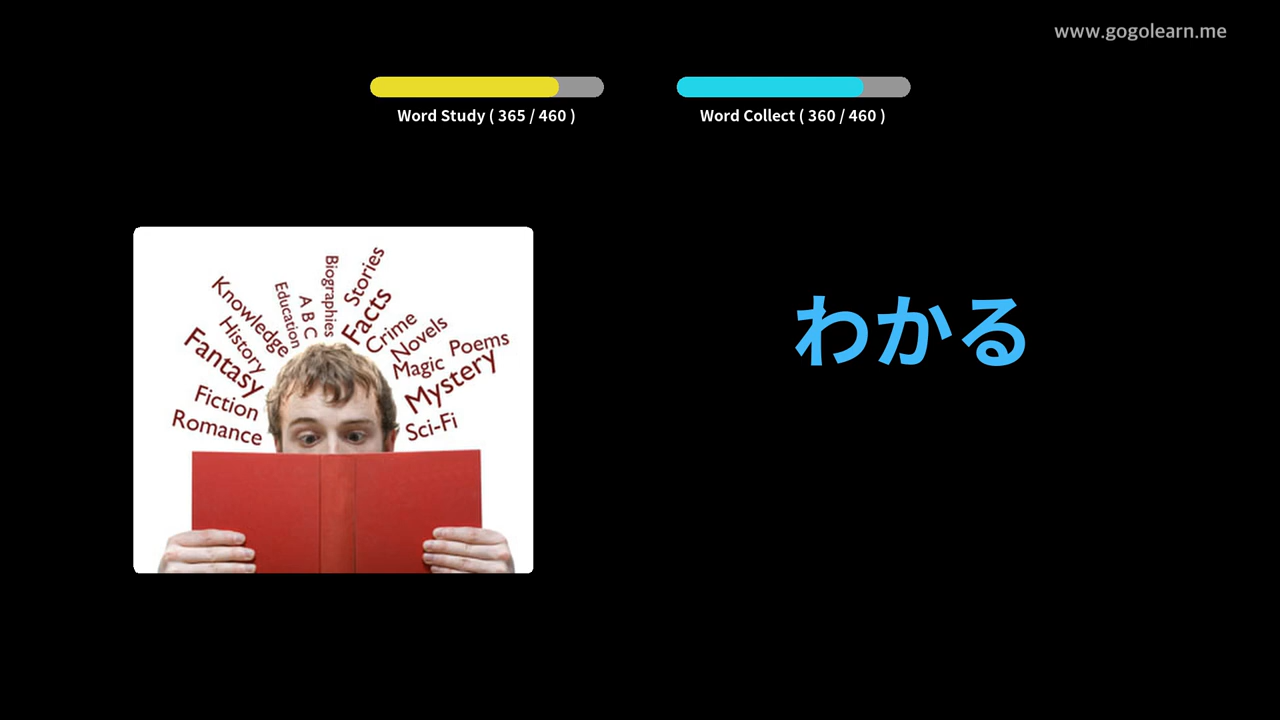 www.gogolearn.me
Word Study ( 365 / 460 )
Word Collect ( 360 / 460 )
Biographies
Stories
Education
A B C
Facts
Knowledge
Crime
History
Novels
Fantasy
Magic
Poems
Mystery
Fiction
Romance
Sci-Fi
わかる